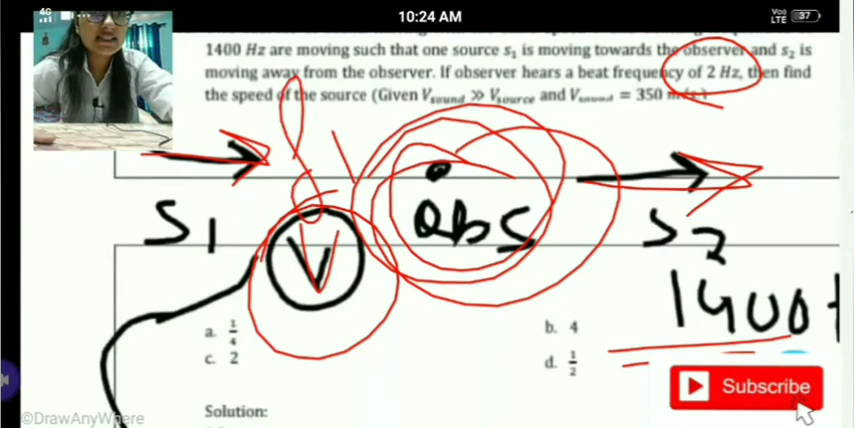 4G
10:24 AM
Vo)) LTE 37
1400 Hz are moving such that one source s₁ is moving towards the observer and s₂ is
moving away from the observer. If observer hears a beat frequency of 2 Hz, then find
the speed of the source (Given Vsound ≫ Vsource and Vsound = 350 m/s)
S1
V
OBS
S2
1400
a. 1/4
b. 4
c. 2
d. 1/2
Subscribe
Solution:
©DrawAnyWhere